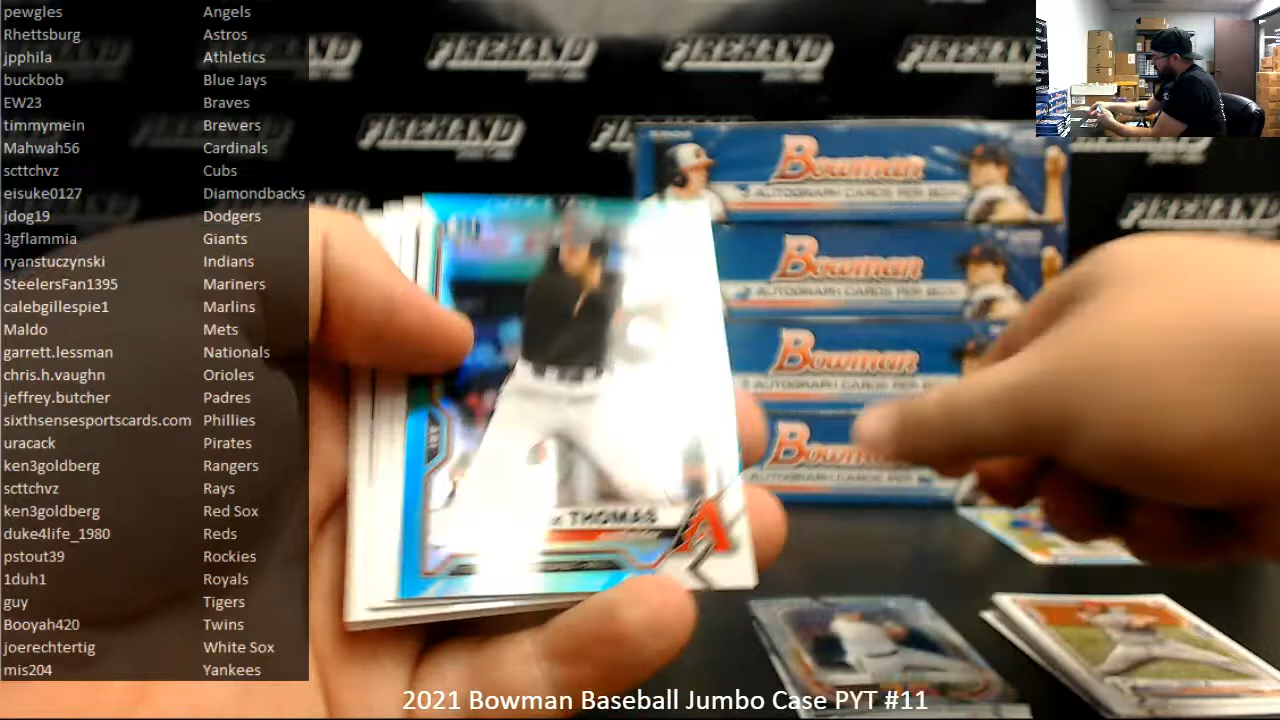 pewgles Angels
Rhettsburg Astros
jpphila Athletics
buckbob Blue Jays
EW23 Braves
timmymein Brewers
Mahwah56 Cardinals
scttchvz Cubs
eisuke0127 Diamondbacks
jdog19 Dodgers
3gflammia Giants
ryanstuczynski Indians
SteelersFan1395 Mariners
calebgillespie1 Marlins
Maldo Mets
garrett.lessman Nationals
chris.h.vaughn Orioles
jeffrey.butcher Padres
sixthsensesportscards.com Phillies
uracack Pirates
ken3goldberg Rangers
scttchvz Rays
ken3goldberg Red Sox
duke4life_1980 Reds
pstout39 Rockies
1duh1 Royals
guy Tigers
Booyah420 Twins
joerechtertig White Sox
mis204 Yankees
FIREHAND
FIREHAND
FIREHAND
FIREHAND
FIREHAND
Bowman
AUTOGRAPH CARDS PER BOX
Bowman
AUTOGRAPH CARDS PER BOX
Bowman
AUTOGRAPH CARDS PER
Bowman
THOMAS
A
2021 Bowman Baseball Jumbo Case PYT #11